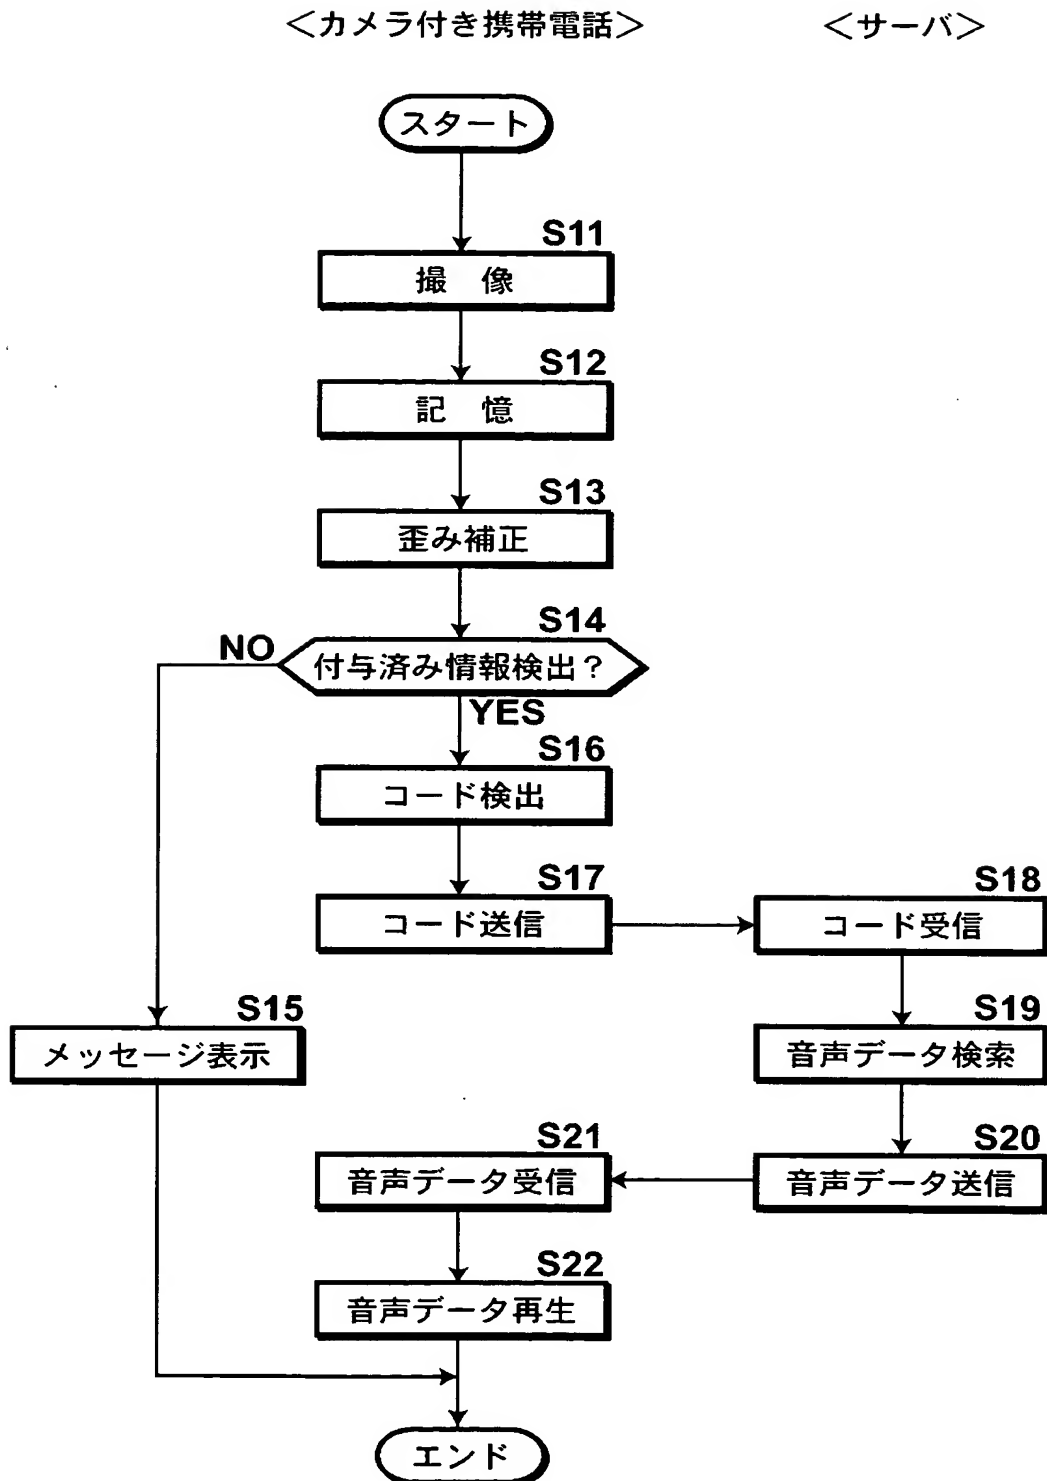 ＜カメラ付き携帯電話＞
＜サーバ＞
スタート
S11
撮　像
S12
記　憶
S13
歪み補正
S14
付与済み情報検出？
NO
YES
S16
コード検出
S17
コード送信
S18
コード受信
S15
メッセージ表示
S19
音声データ検索
S20
音声データ送信
S21
音声データ受信
S22
音声データ再生
エンド